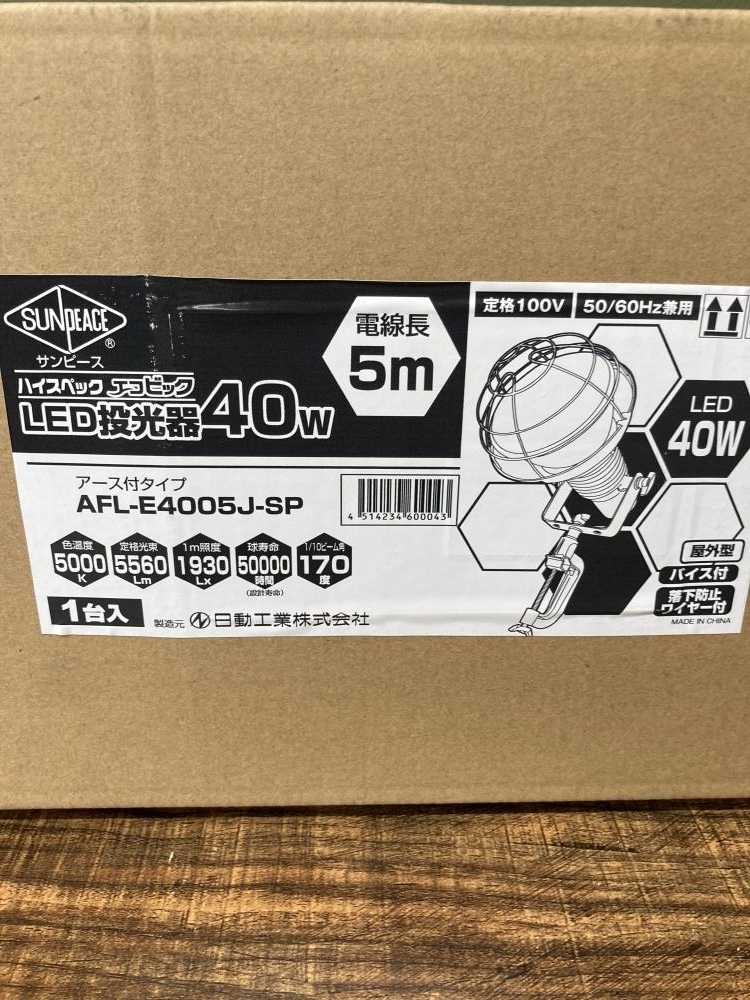 SUNPEACE®
サンピース
ハイスペック エコビック
LED投光器40W
電線長
5m
定格100V
50/60Hz兼用
アース付タイプ
AFL-E4005J-SP
4 514234 600043
色温度
5000
K
定格光束
5560
Lm
1m照度
1930
Lx
球寿命
50000
時間
(設計寿命)
1/10ビーム角
170
度
1台入
製造元 日動工業株式会社
LED
40W
屋外型
バイス付
落下防止
ワイヤー付
MADE IN CHINA